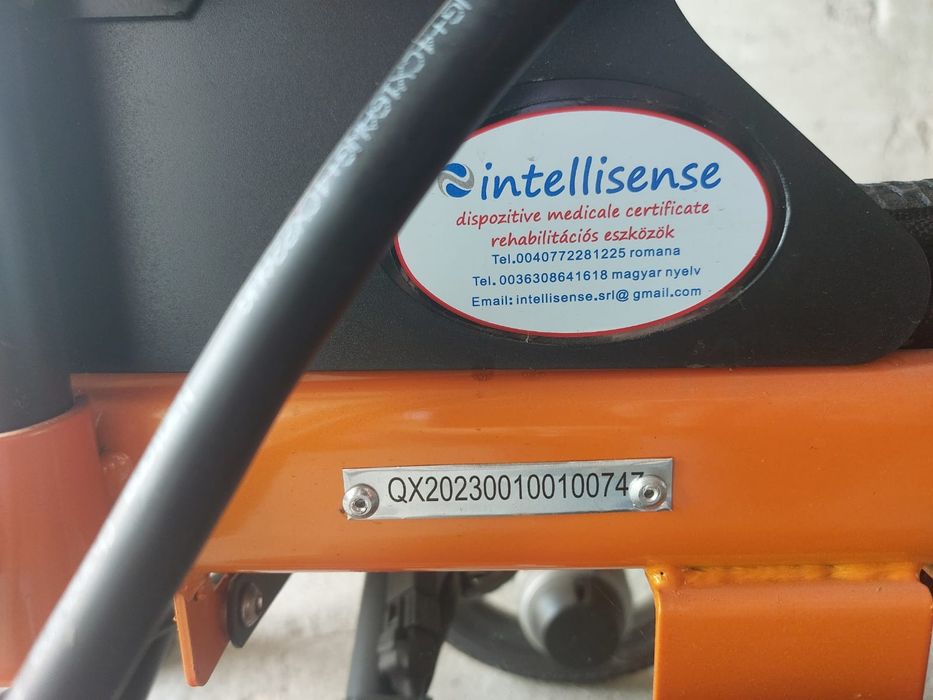 intellisense
dispozitive medicale certificate
rehabilitációs eszközök
Tel.0040772281225 romana
Tel. 0036308641618 magyar nyelv
Email: intellisense.srl@ gmail.com
QX202300100100747